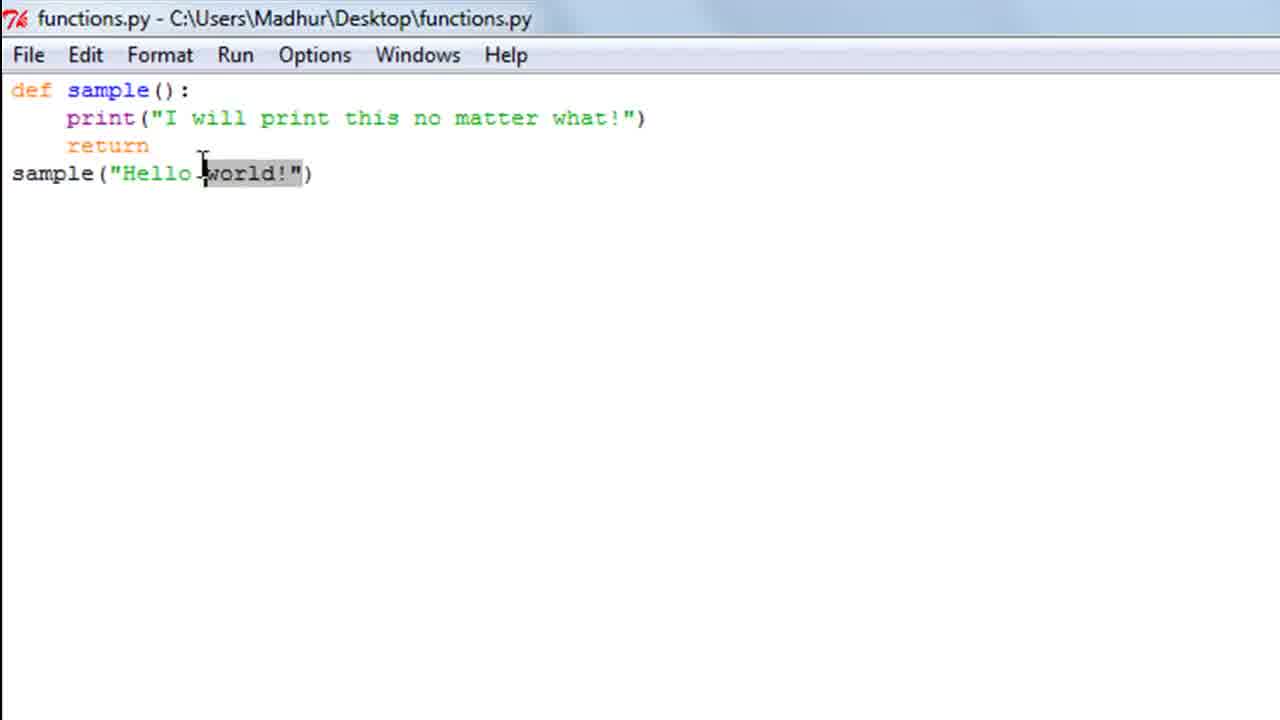 functions.py - C:\Users\Madhur\Desktop\functions.py
File Edit Format Run Options Windows Help
def sample():
    print("I will print this no matter what!")
    return
sample("Hello world!")